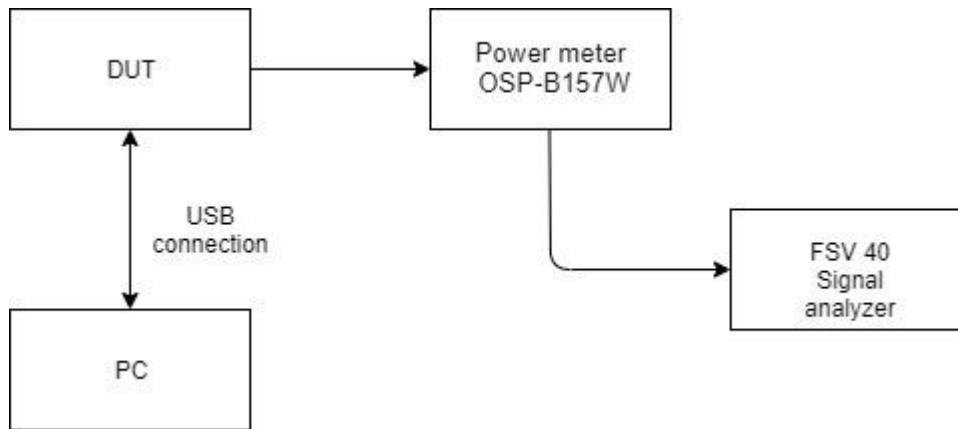 DUT
Power meter
OSP-B157W
USB
connection
FSV 40
Signal
analyzer
PC